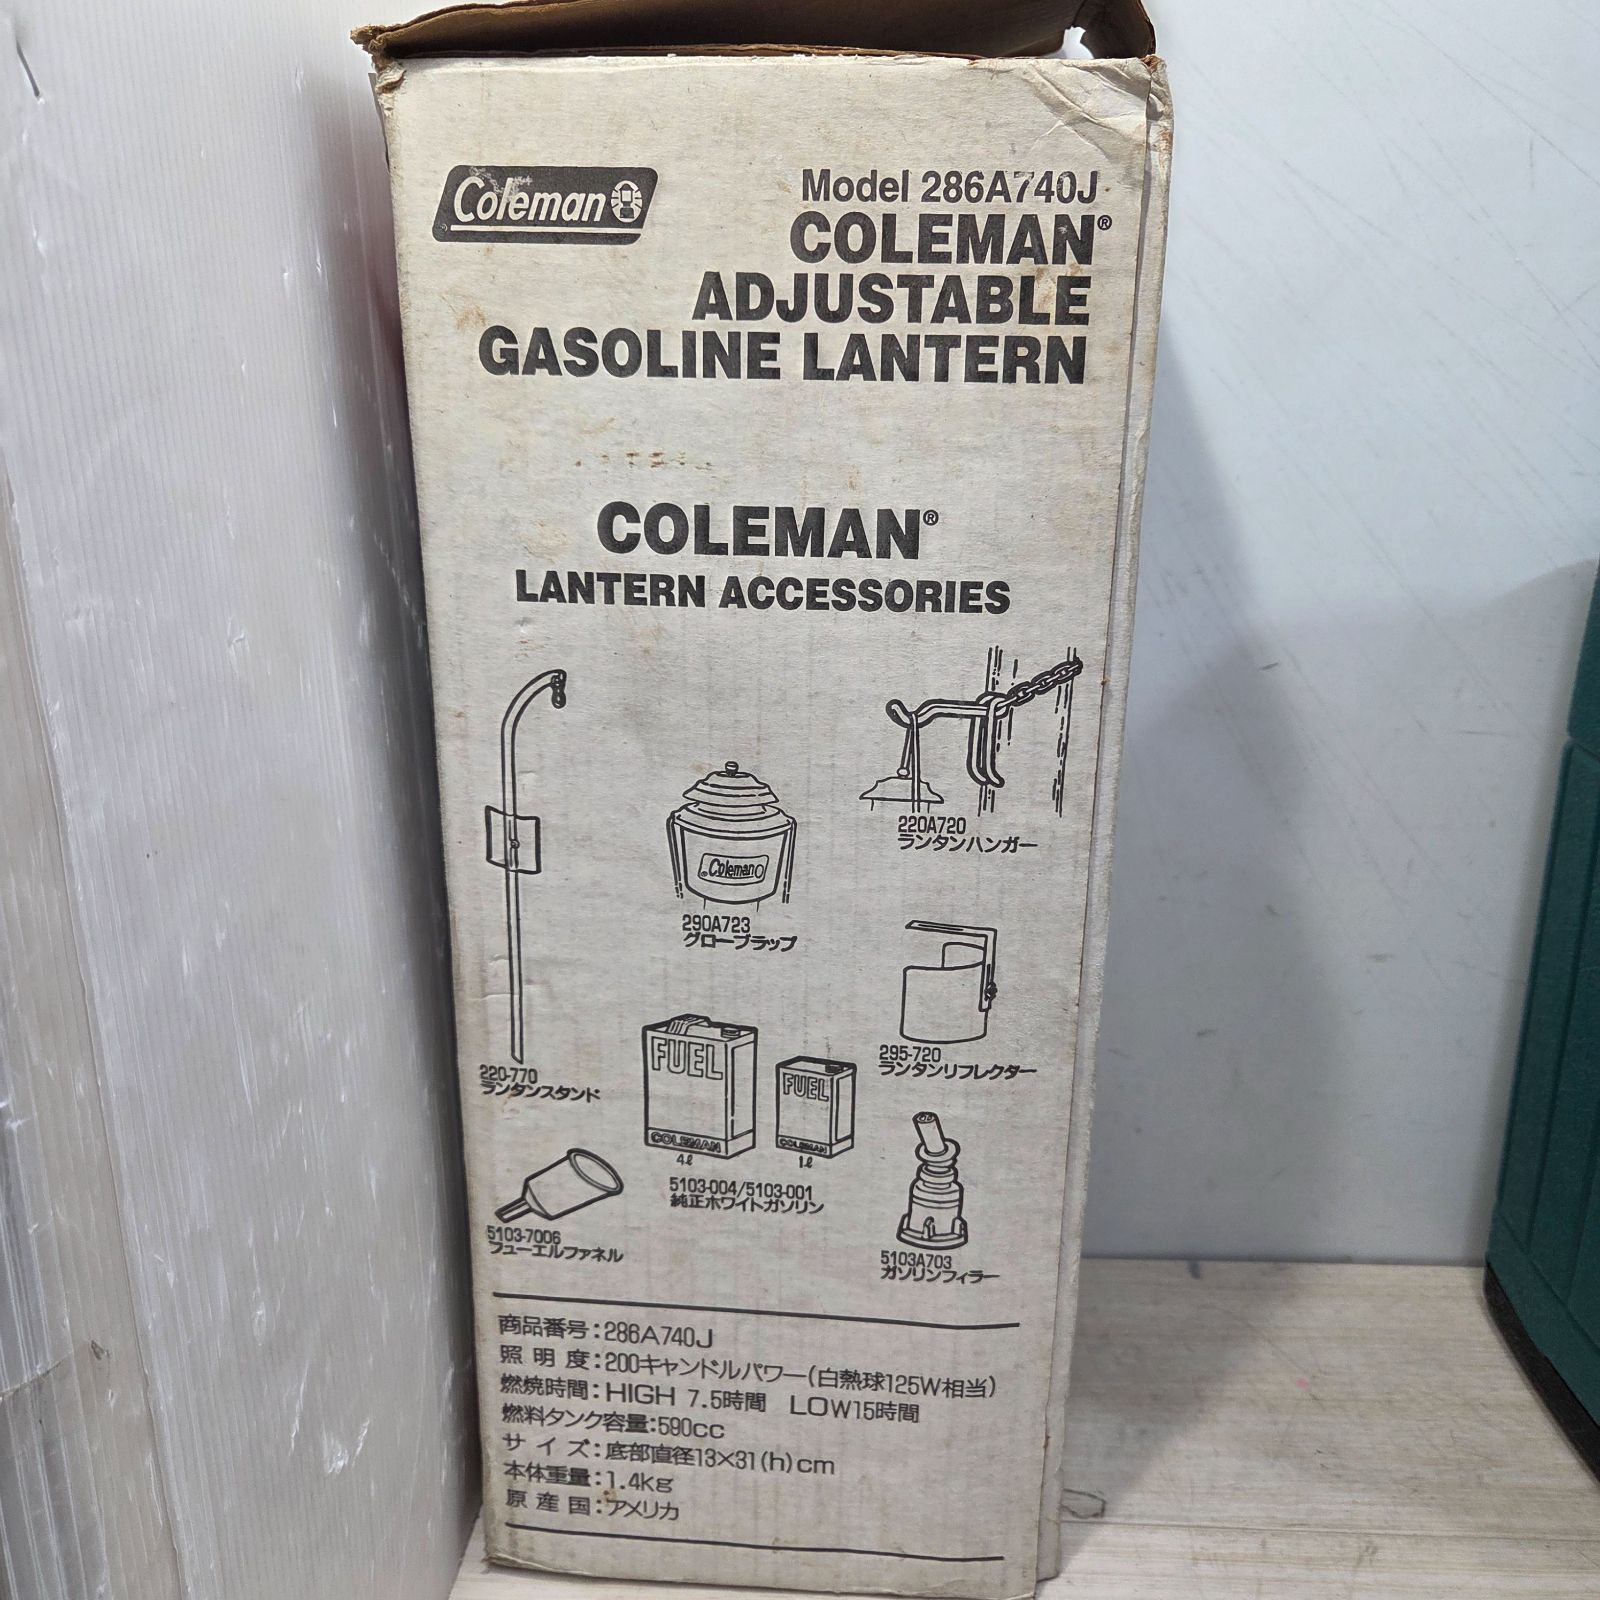 Coleman
Model 286A740J
COLEMAN®
ADJUSTABLE
GASOLINE LANTERN
COLEMAN®
LANTERN ACCESSORIES
220A720
ランタンハンガー
Coleman
290A723
グローブラップ
295-720
ランタンリフレクター
220-770
ランタンスタンド
FUEL
COLEMAN
4ℓ
FUEL
COLEMAN
1ℓ
5103-004/5103-001
純正ホワイトガソリン
5103-7006
フューエルファネル
5103A703
ガソリンフィラー
商品番号:286A740J
照明度:200キャンドルパワー(白熱球125W相当)
燃焼時間:HIGH 7.5時間 LOW15時間
燃料タンク容量:590cc
サイズ:底部直径13×31(h)cm
本体重量:1.4kg
原産国:アメリカ